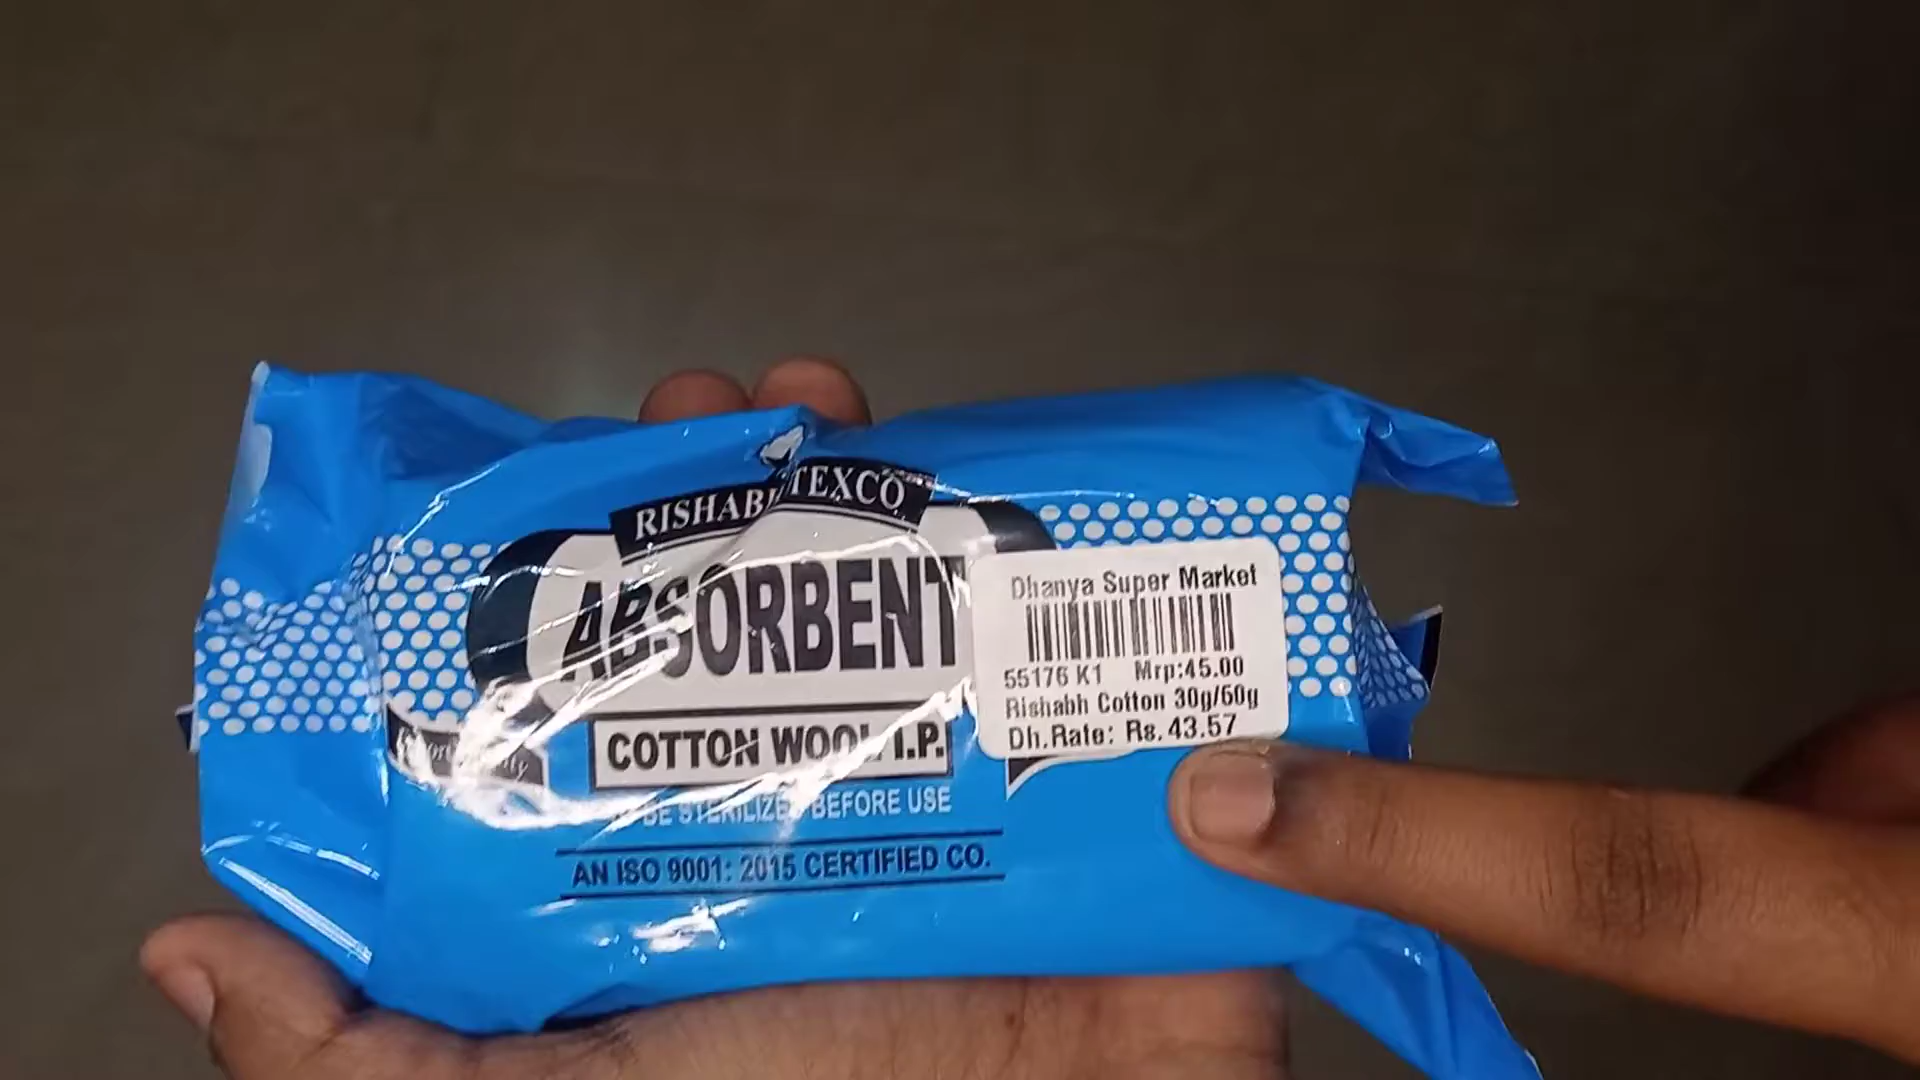 RISHABH TEXCO
ABSORBENT
COTTON WOOL I.P.
BE STERILIZED BEFORE USE
AN ISO 9001: 2015 CERTIFIED CO.
Dhanya Super Market
55176 K1 Mrp:45.00
Rishabh Cotton 30g/60g
Dh.Rate: Rs. 43.57